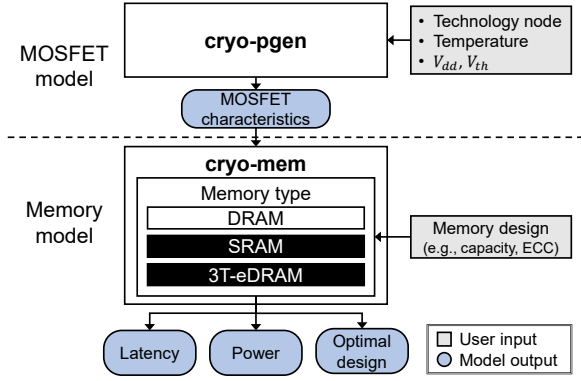 MOSFET
model
cryo-pgen
• Technology node
• Temperature
• V_dd, V_th
MOSFET
characteristics
Memory
model
cryo-mem
Memory type
DRAM
SRAM
3T-eDRAM
Memory design
(e.g., capacity, ECC)
Latency
Power
Optimal
design
User input
Model output